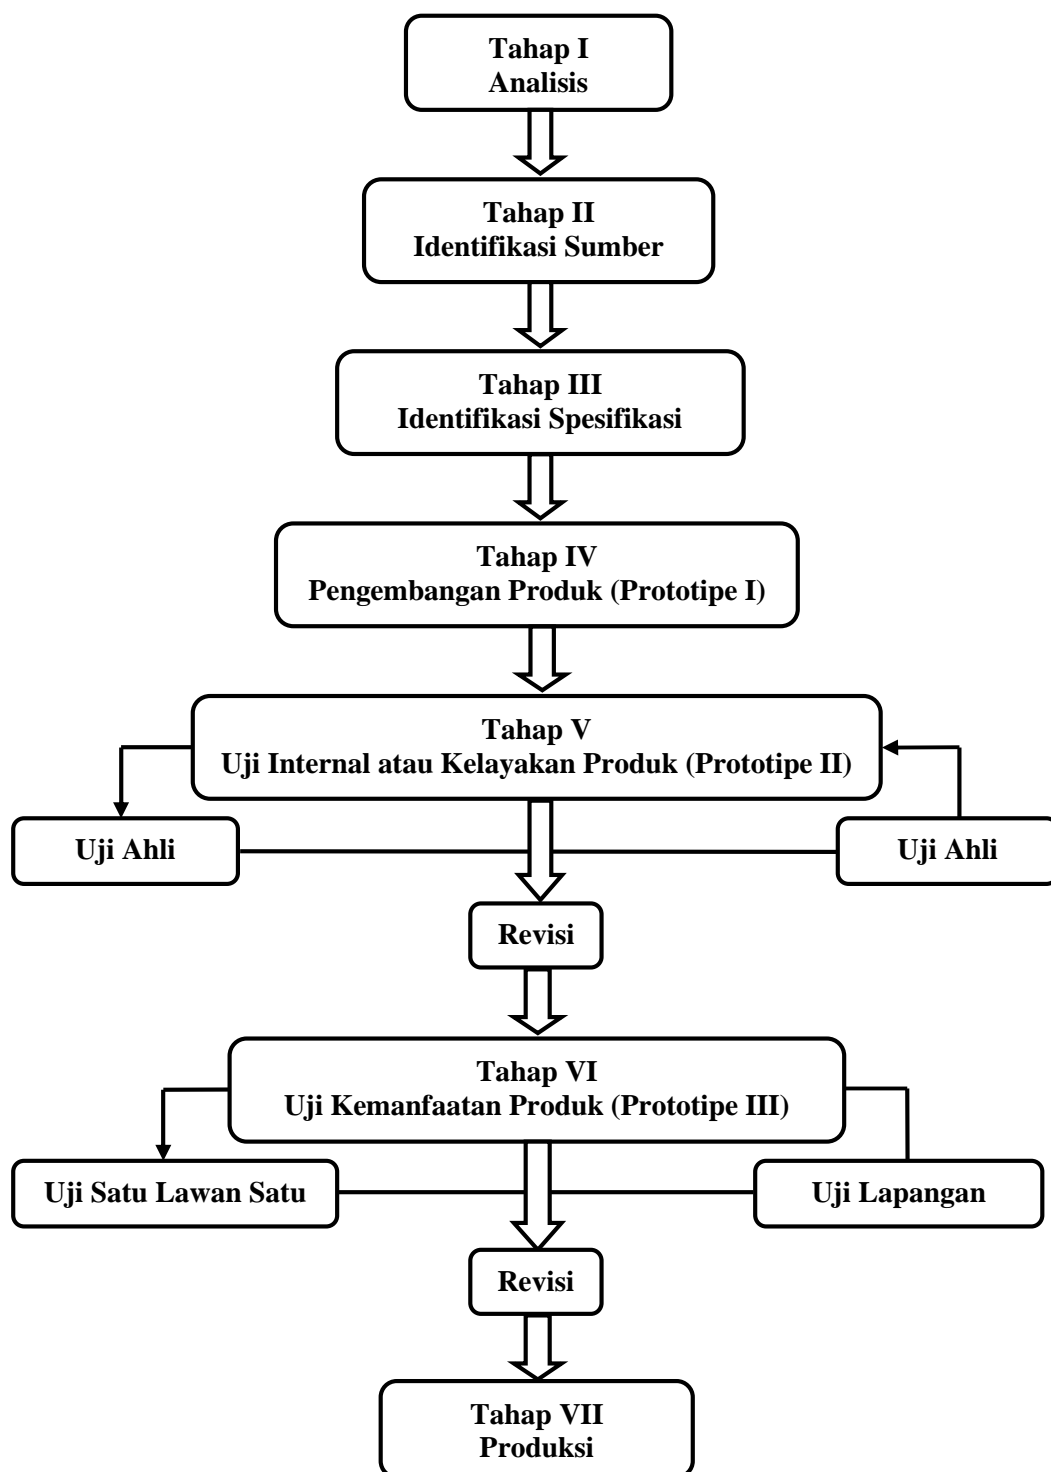 Tahap I
Analisis
Tahap II
Identifikasi Sumber
Tahap III
Identifikasi Spesifikasi
Tahap IV
Pengembangan Produk (Prototipe I)
Tahap V
Uji Internal atau Kelayakan Produk (Prototipe II)
Uji Ahli
Uji Ahli
Revisi
Tahap VI
Uji Kemanfaatan Produk (Prototipe III)
Uji Satu Lawan Satu
Uji Lapangan
Revisi
Tahap VII
Produksi